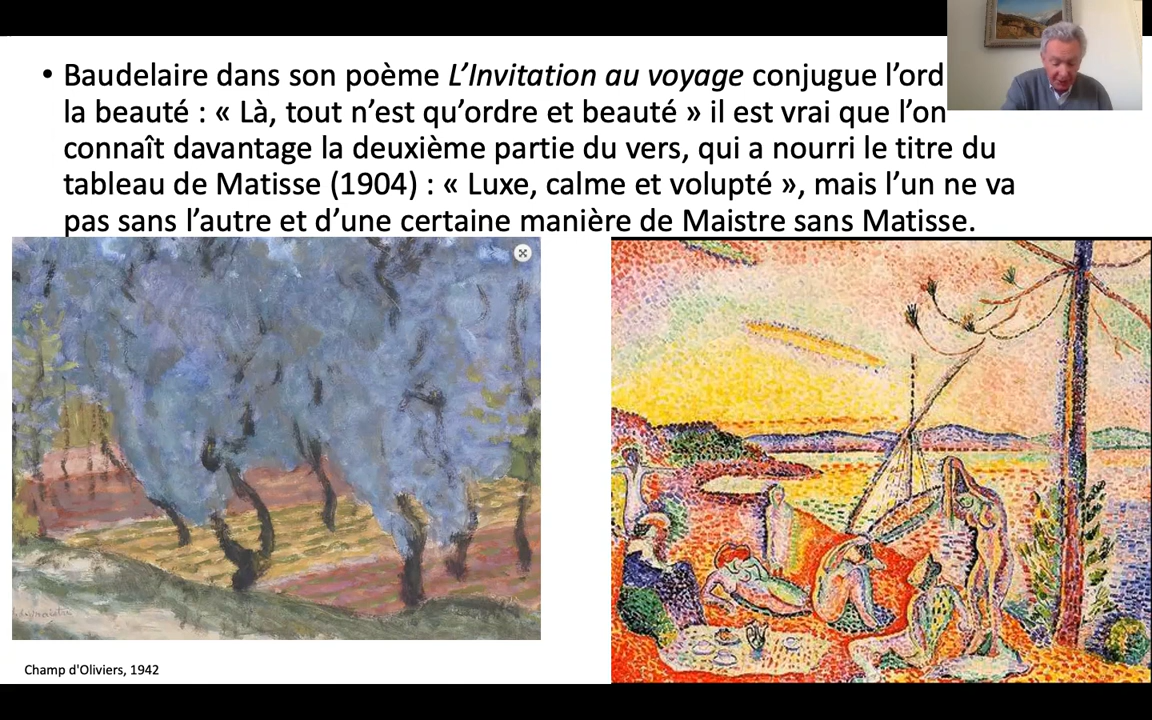 • Baudelaire dans son poème L’Invitation au voyage conjugue l’ord
la beauté : « Là, tout n’est qu’ordre et beauté » il est vrai que l’on
connaît davantage la deuxième partie du vers, qui a nourri le titre du
tableau de Matisse (1904) : « Luxe, calme et volupté », mais l’un ne va
pas sans l’autre et d’une certaine manière de Maistre sans Matisse.
Champ d'Oliviers, 1942